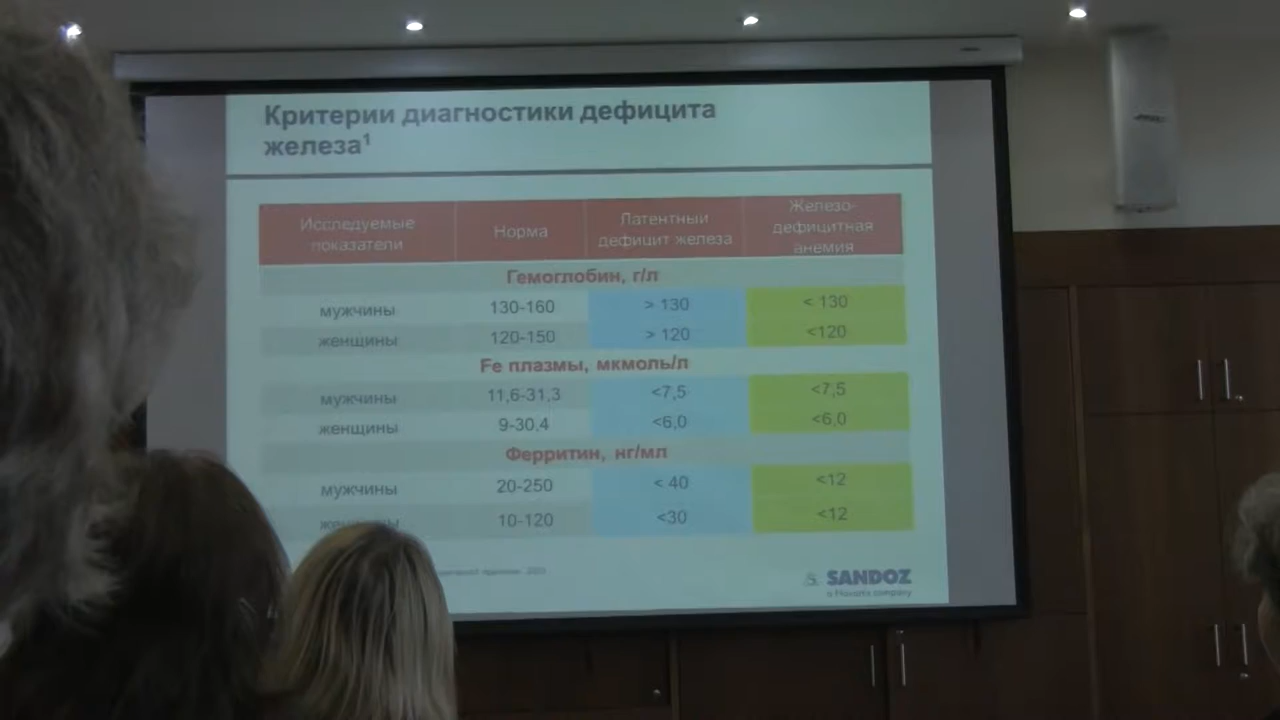 Критерии диагностики дефицита
железа¹
Исследуемые показатели Норма Латентный дефицит железа Железо-дефицитная анемия
Гемоглобин, г/л
мужчины 130-160 > 130 < 130
женщины 120-150 > 120 <120
Fe плазмы, мкмоль/л
мужчины 11,6-31,3 <7,5 <7,5
женщины 9-30,4 <6,0 <6,0
Ферритин, нг/мл
мужчины 20-250 < 40 <12
женщины 10-120 <30 <12
SANDOZ
a Novartis company